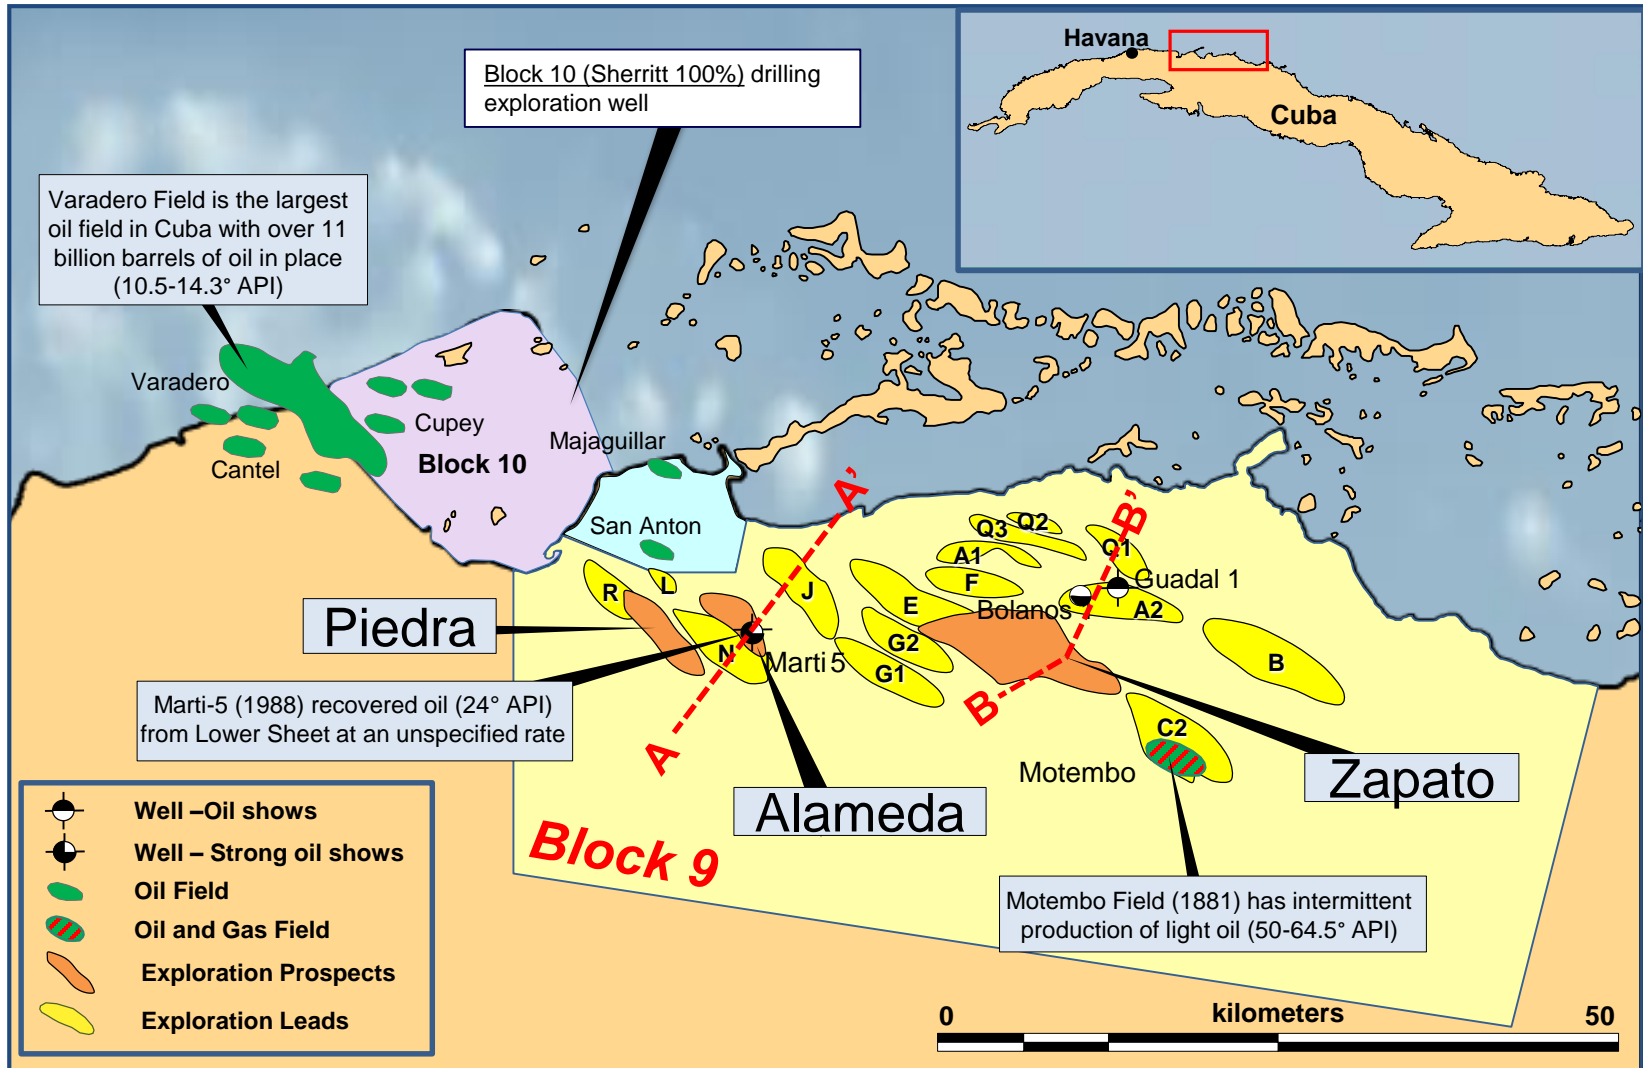 Block 10 (Sherritt 100%) drilling
exploration well
Havana
Cuba
Varadero Field is the largest
oil field in Cuba with over 11
billion barrels of oil in place
(10.5-14.3° API)
Varadero
Cupey
Cantel
Block 10
Majaguillar
San Anton
A'
B'
Q2
Q3
Q1
A1
F
Guadal 1
Bolanos
A2
R
L
J
E
G2
G1
B
N
Marti 5
Piedra
Marti-5 (1988) recovered oil (24° API)
from Lower Sheet at an unspecified rate
A
B
C2
Motembo
Zapato
Alameda
Block 9
Motembo Field (1881) has intermittent
production of light oil (50-64.5° API)
Well –Oil shows
Well – Strong oil shows
Oil Field
Oil and Gas Field
Exploration Prospects
Exploration Leads
0 kilometers 50